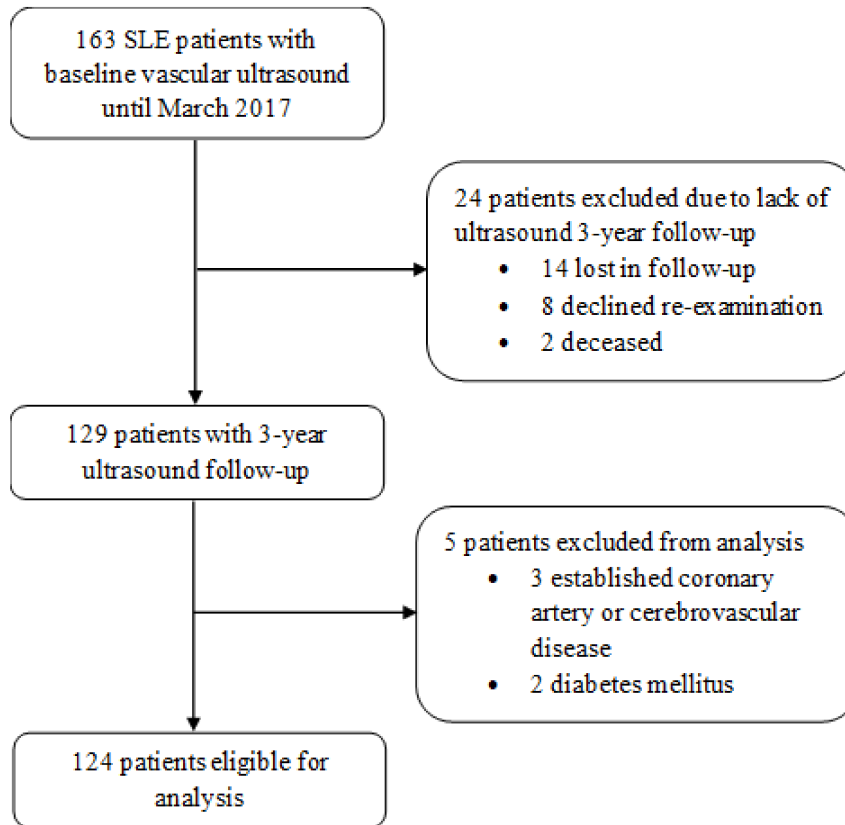 163 SLE patients with
baseline vascular ultrasound
until March 2017
24 patients excluded due to lack of
ultrasound 3-year follow-up
• 14 lost in follow-up
• 8 declined re-examination
• 2 deceased
129 patients with 3-year
ultrasound follow-up
5 patients excluded from analysis
• 3 established coronary
artery or cerebrovascular
disease
• 2 diabetes mellitus
124 patients eligible for
analysis